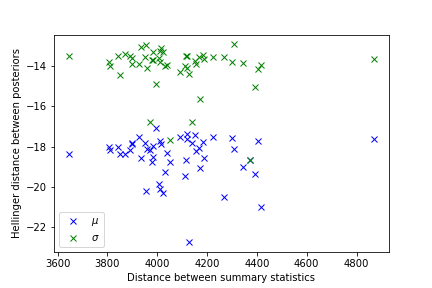 Hellinger distance between posteriors
−14
−16
−18
−20
−22
μ
σ
3600 3800 4000 4200 4400 4600 4800
Distance between summary statistics